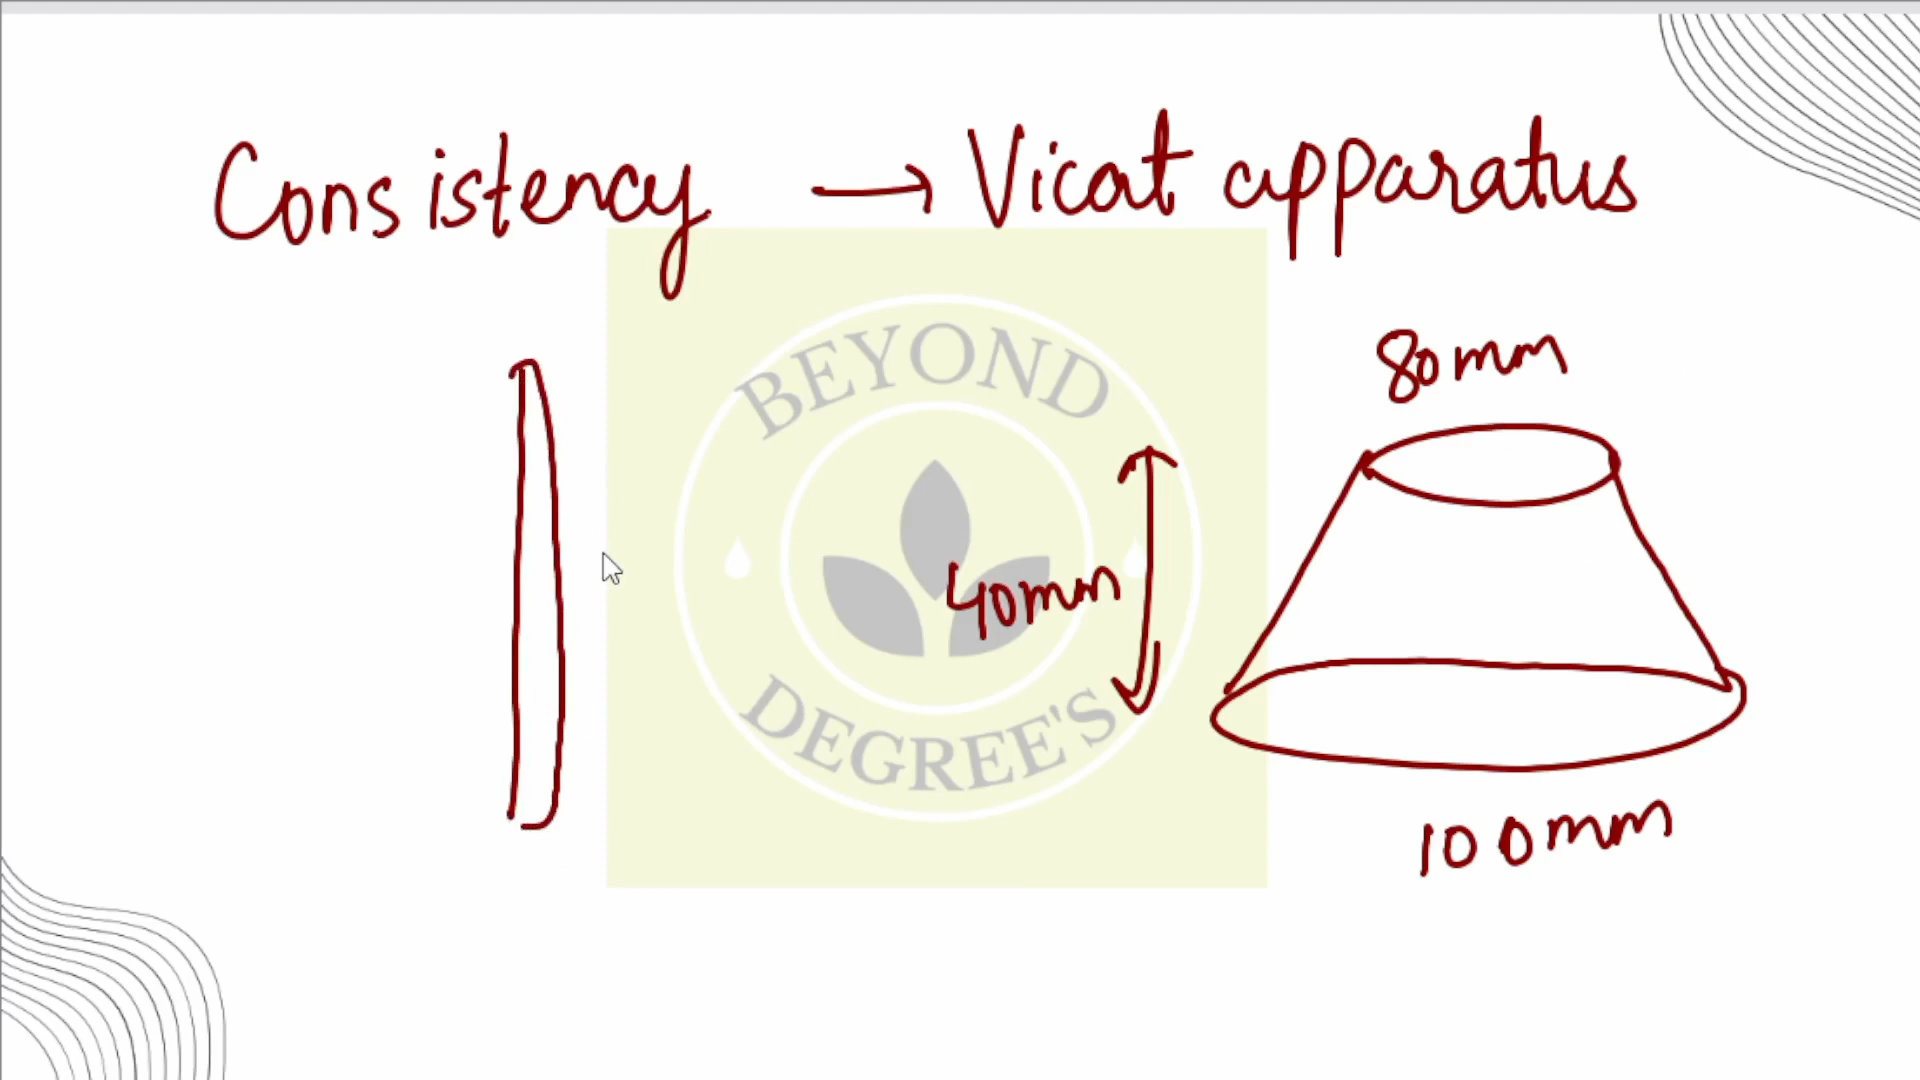 Consistency → Vicat apparatus
BEYOND
80mm
40mm
DEGREE'S
100mm